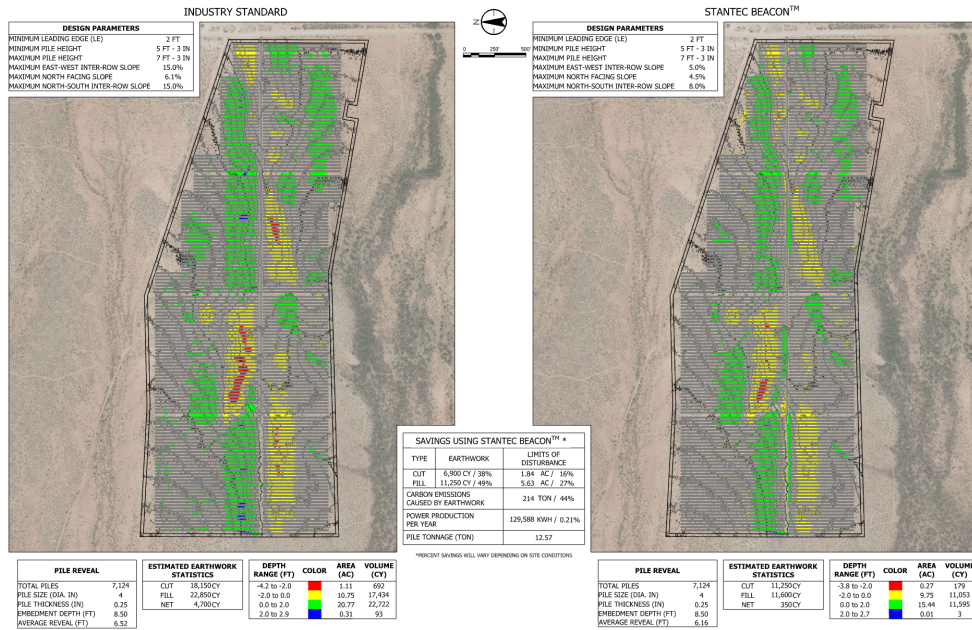 INDUSTRY STANDARD
DESIGN PARAMETERS
MINIMUM LEADING EDGE (LE) 2 FT
MINIMUM PILE HEIGHT 5 FT - 3 IN
MAXIMUM PILE HEIGHT 7 FT - 3 IN
MAXIMUM EAST-WEST INTER-ROW SLOPE 15.0%
MAXIMUM NORTH FACING SLOPE 6.1%
MAXIMUM NORTH-SOUTH INTER-ROW SLOPE 15.0%
N
0 250' 500'
STANTEC BEACON™
DESIGN PARAMETERS
MINIMUM LEADING EDGE (LE) 2 FT
MINIMUM PILE HEIGHT 5 FT - 3 IN
MAXIMUM PILE HEIGHT 7 FT - 3 IN
MAXIMUM EAST-WEST INTER-ROW SLOPE 5.0%
MAXIMUM NORTH FACING SLOPE 4.5%
MAXIMUM NORTH-SOUTH INTER-ROW SLOPE 8.0%
SAVINGS USING STANTEC BEACON™ *
TYPE EARTHWORK LIMITS OF DISTURBANCE
CUT 6,900 CY / 38% 1.84 AC / 16%
FILL 11,250 CY / 49% 5.63 AC / 27%
CARBON EMISSIONS CAUSED BY EARTHWORK 214 TON / 44%
POWER PRODUCTION PER YEAR 129,588 KWH / 0.21%
PILE TONNAGE (TON) 12.57
*PERCENT SAVINGS WILL VARY DEPENDING ON SITE CONDITIONS
PILE REVEAL
TOTAL PILES 7,124
PILE SIZE (DIA. IN) 4
PILE THICKNESS (IN) 0.25
EMBEDMENT DEPTH (FT) 8.50
AVERAGE REVEAL (FT) 6.52
ESTIMATED EARTHWORK STATISTICS
CUT 18,150CY
FILL 22,850CY
NET 4,700CY
DEPTH RANGE (FT) COLOR AREA (AC) VOLUME (CY)
-4.2 to -2.0 1.11 692
-2.0 to 0.0 10.75 17,434
0.0 to 2.0 20.77 22,722
2.0 to 2.9 0.31 93
PILE REVEAL
TOTAL PILES 7,124
PILE SIZE (DIA. IN) 4
PILE THICKNESS (IN) 0.25
EMBEDMENT DEPTH (FT) 8.50
AVERAGE REVEAL (FT) 6.16
ESTIMATED EARTHWORK STATISTICS
CUT 11,250CY
FILL 11,600CY
NET 350CY
DEPTH RANGE (FT) COLOR AREA (AC) VOLUME (CY)
-3.8 to -2.0 0.27 179
-2.0 to 0.0 9.75 11,053
0.0 to 2.0 15.44 11,595
2.0 to 2.7 0.01 3